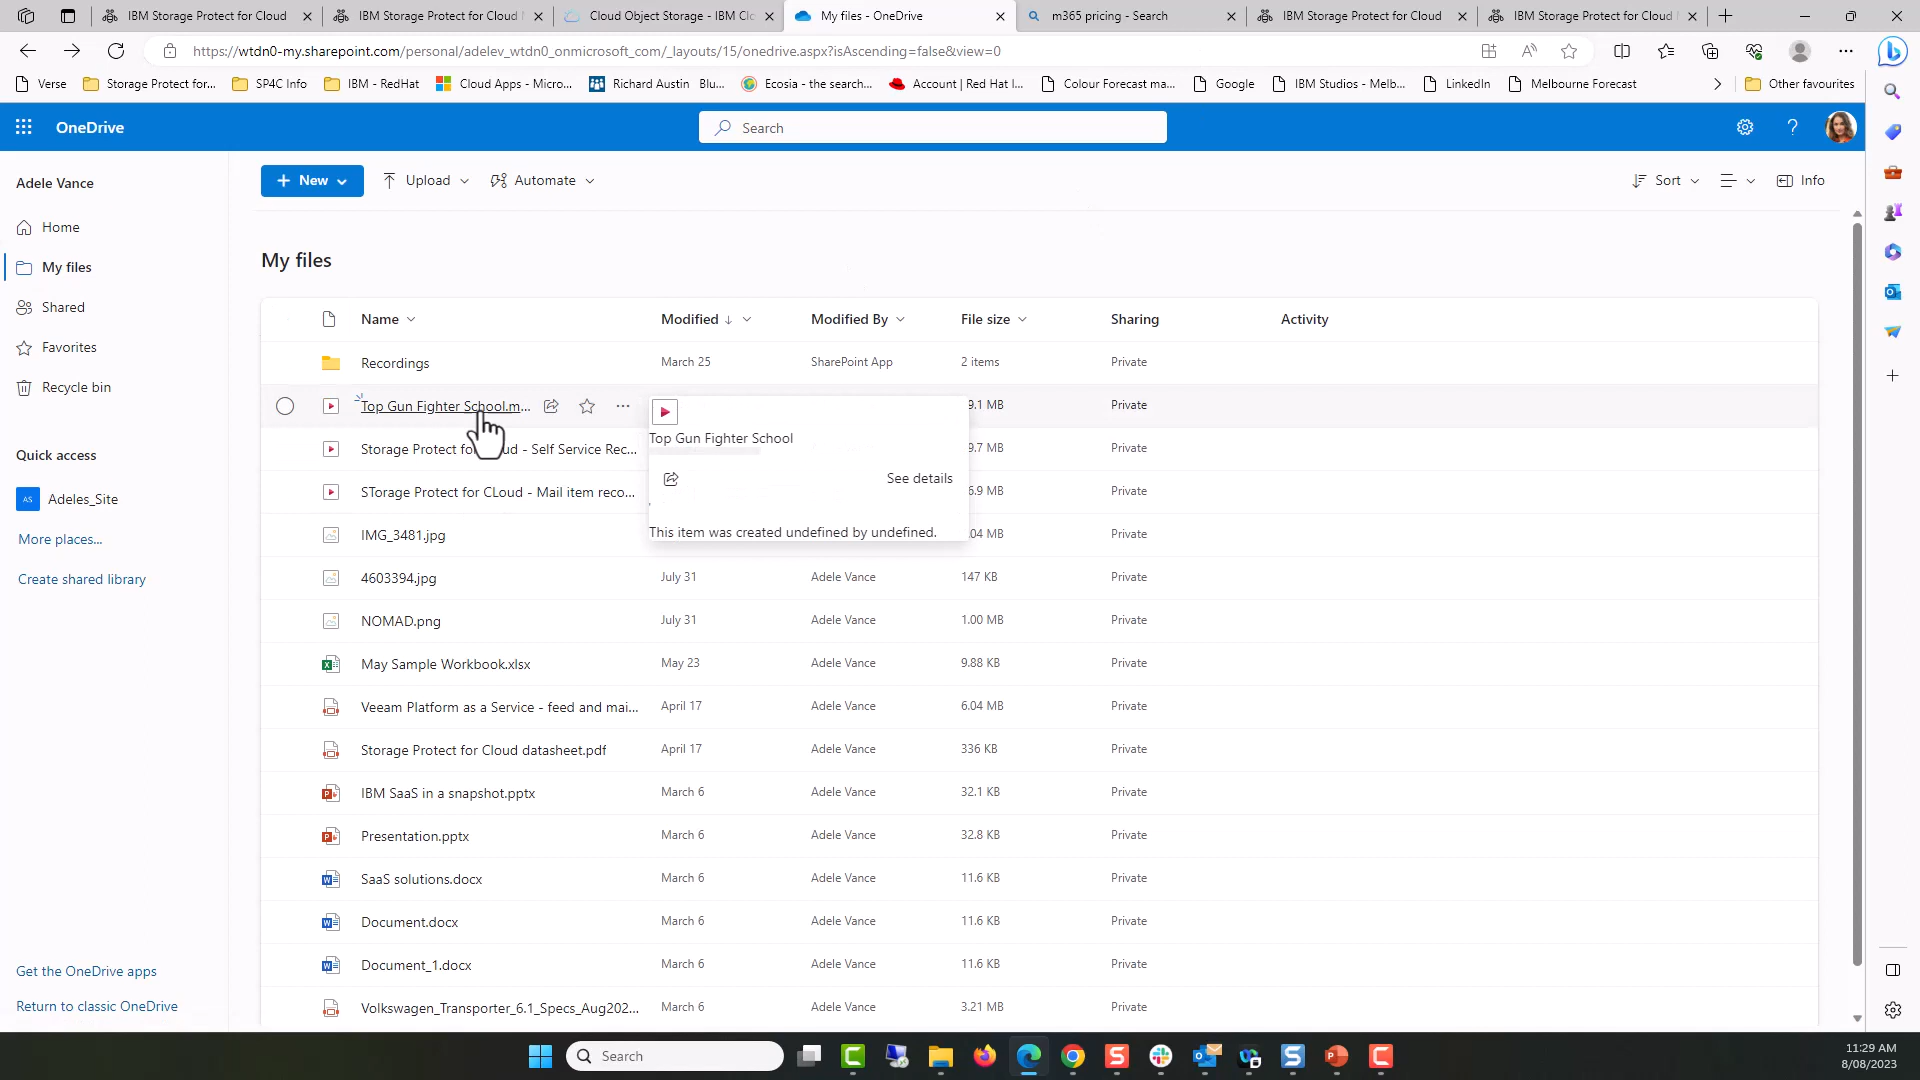 IBM Storage Protect for Cloud
IBM Storage Protect for Cloud
Cloud Object Storage - IBM Clo
My files - OneDrive
m365 pricing - Search
IBM Storage Protect for Cloud
IBM Storage Protect for Cloud
https://wtdn0-my.sharepoint.com/personal/adelev_wtdn0_onmicrosoft_com/_layouts/15/onedrive.aspx?isAscending=false&view=0
Verse
Storage Protect for...
SP4C Info
IBM - RedHat
Cloud Apps - Micro...
Richard Austin Blu...
Ecosia - the search...
Account | Red Hat I...
Colour Forecast ma...
Google
IBM Studios - Melb...
LinkedIn
Melbourne Forecast
Other favourites
OneDrive
Search
Adele Vance
Home
My files
Shared
Favorites
Recycle bin
Quick access
AS Adeles_Site
More places...
Create shared library
Get the OneDrive apps
Return to classic OneDrive
+ New
Upload
Automate
Sort
Info
My files
Name Modified Modified By File size Sharing Activity
Recordings March 25 SharePoint App 2 items Private
Top Gun Fighter School.m... 9.1 MB Private
Storage Protect for Cloud - Self Service Rec... 9.7 MB Private
STorage Protect for CLoud - Mail item reco... 6.9 MB Private
IMG_3481.jpg .04 MB Private
Top Gun Fighter School
See details
This item was created undefined by undefined.
4603394.jpg July 31 Adele Vance 147 KB Private
NOMAD.png July 31 Adele Vance 1.00 MB Private
May Sample Workbook.xlsx May 23 Adele Vance 9.88 KB Private
Veeam Platform as a Service - feed and mai... April 17 Adele Vance 6.04 MB Private
Storage Protect for Cloud datasheet.pdf April 17 Adele Vance 336 KB Private
IBM SaaS in a snapshot.pptx March 6 Adele Vance 32.1 KB Private
Presentation.pptx March 6 Adele Vance 32.8 KB Private
SaaS solutions.docx March 6 Adele Vance 11.6 KB Private
Document.docx March 6 Adele Vance 11.6 KB Private
Document_1.docx March 6 Adele Vance 11.6 KB Private
Volkswagen_Transporter_6.1_Specs_Aug202... March 6 Adele Vance 3.21 MB Private
Search
11:29 AM
8/08/2023